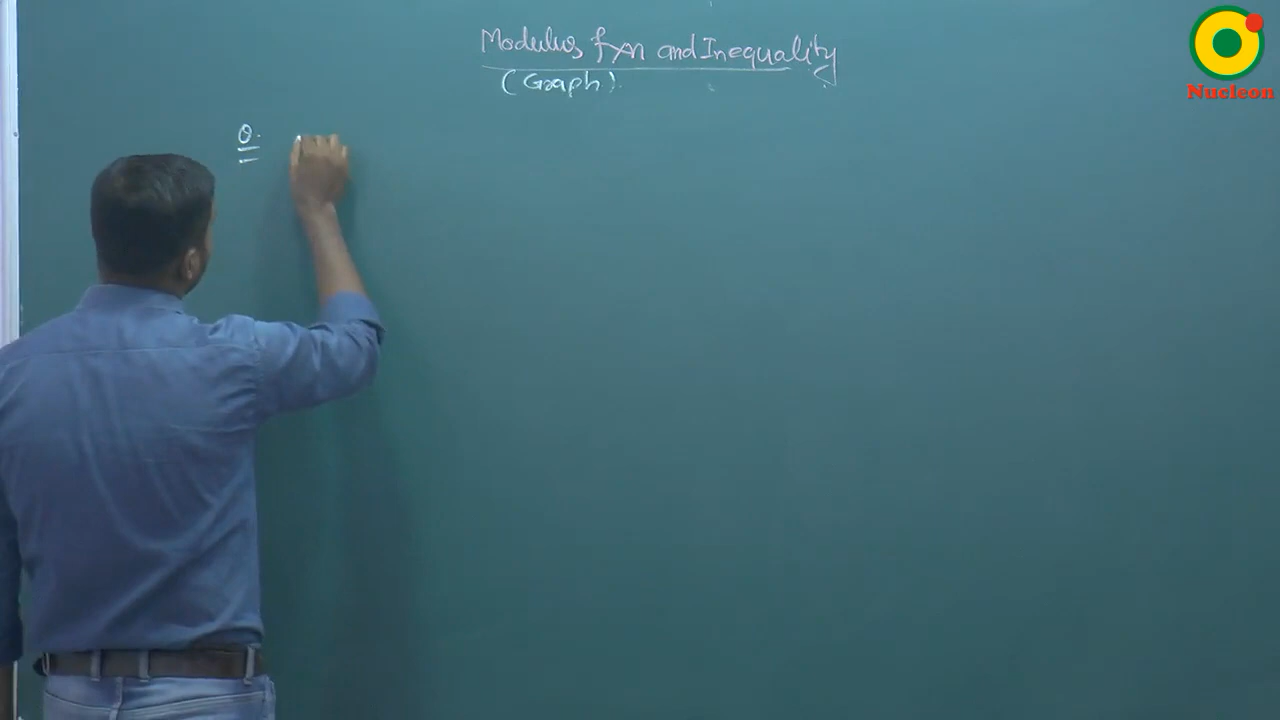 Modulus fxn and Inequality
(Graph).
Q.
Nucleon